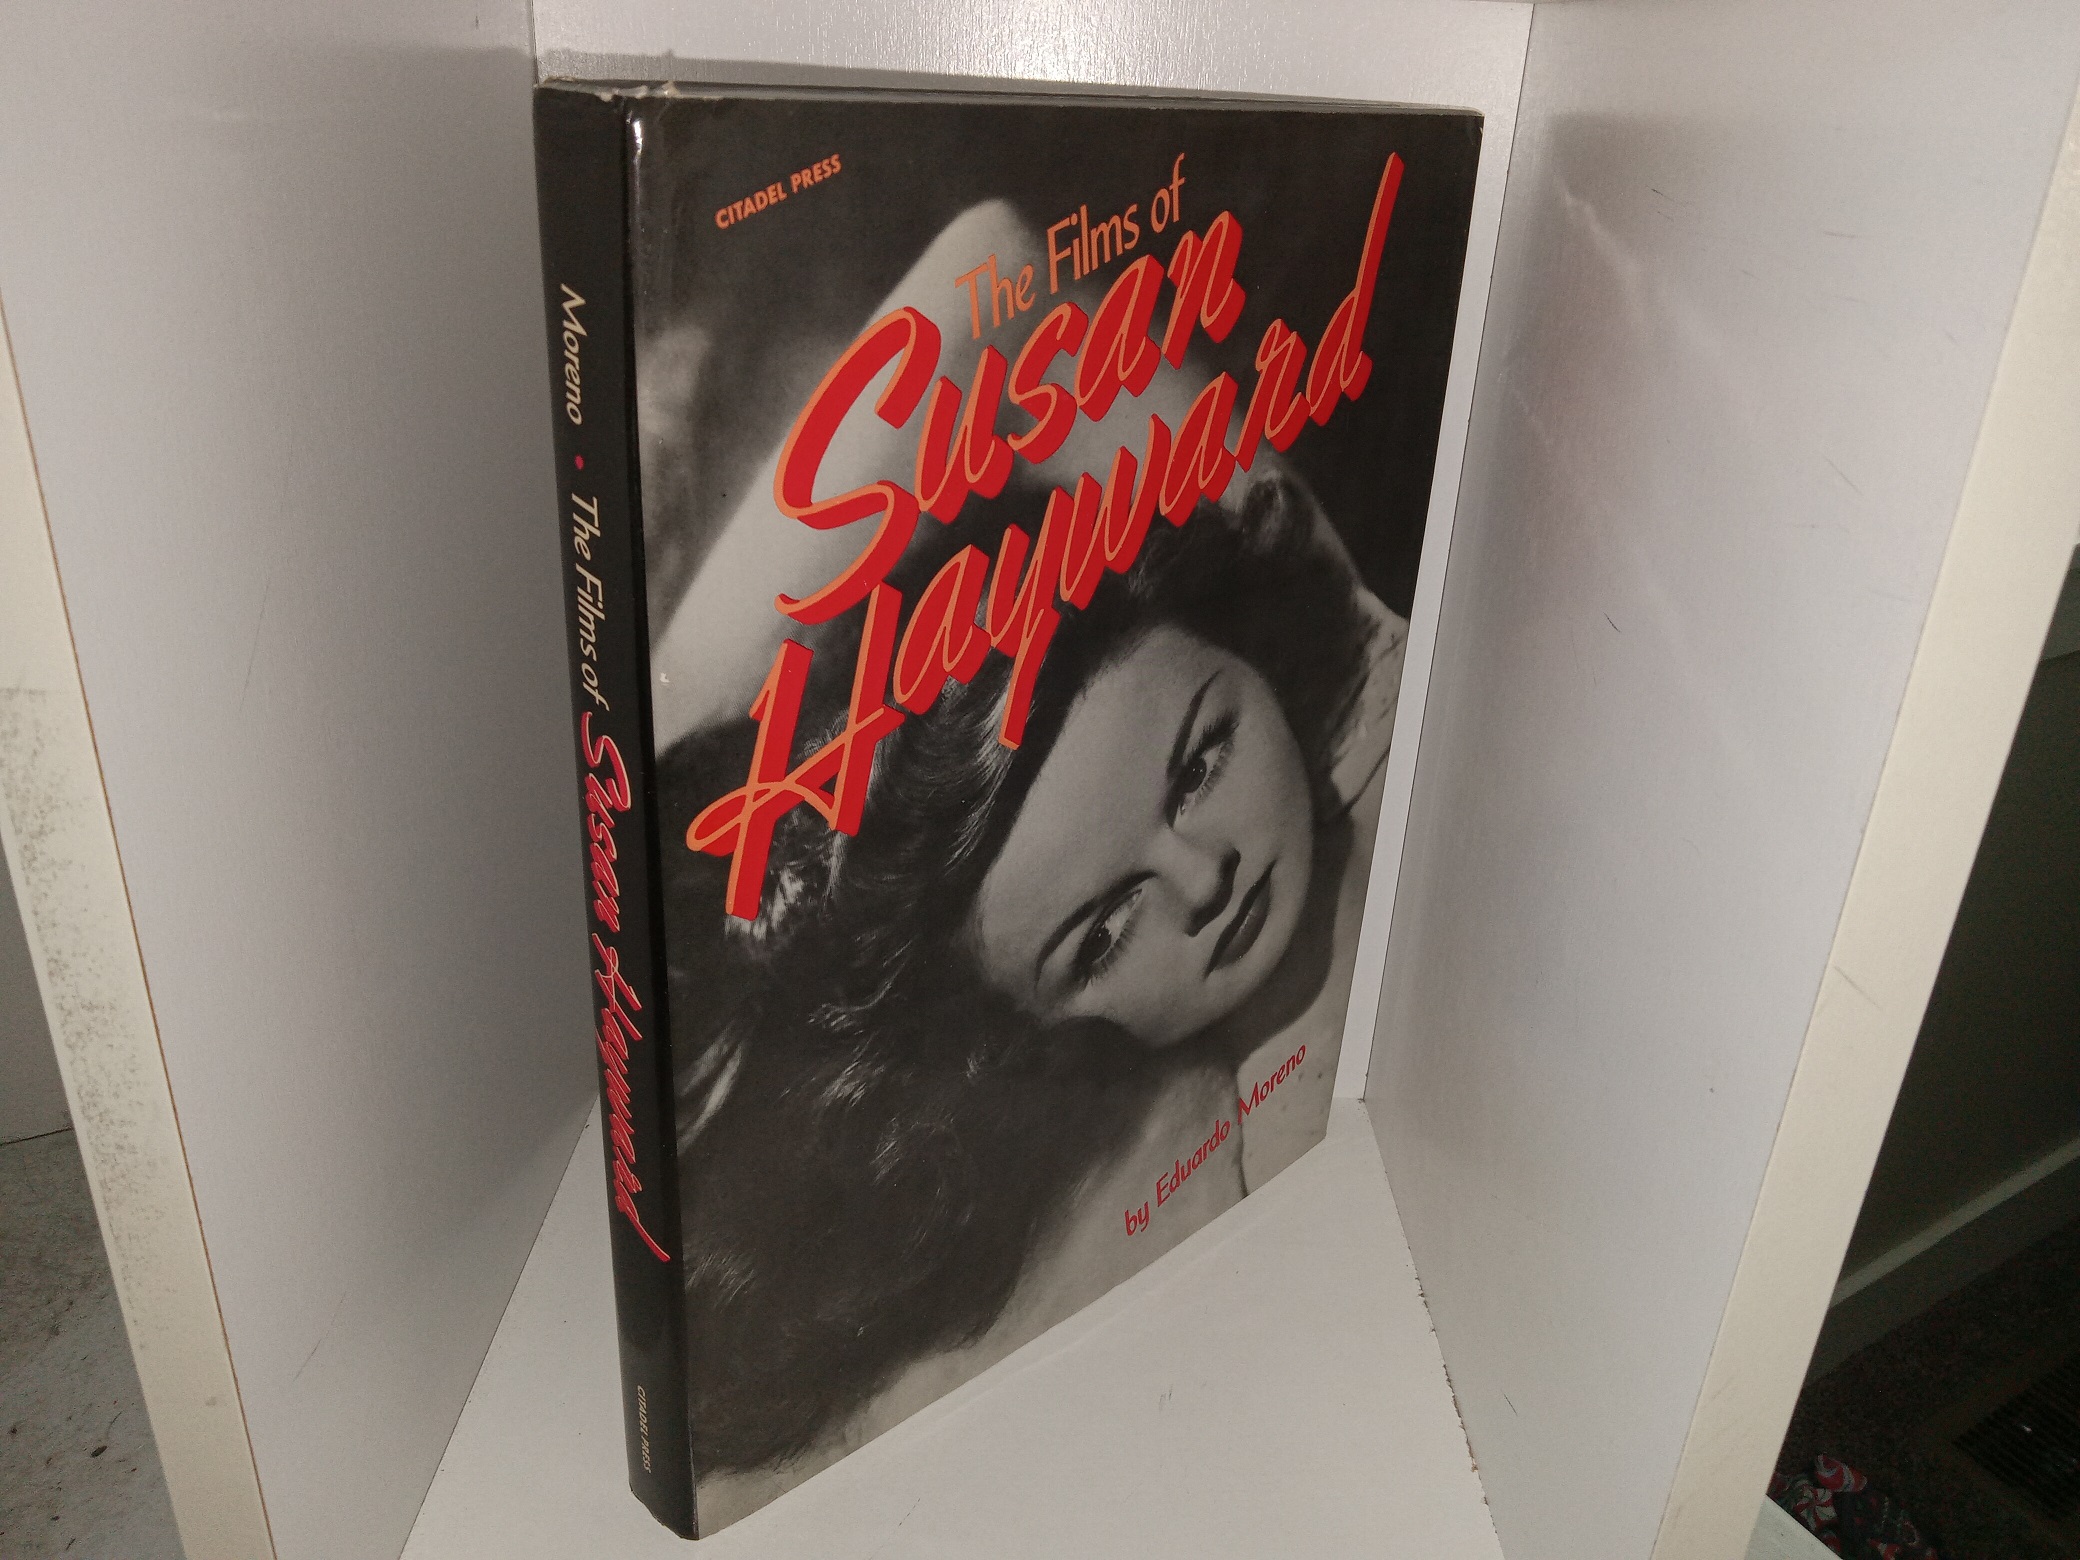 CITADEL PRESS
The Films of
Susan
Hayward
by Eduardo Moreno
Moreno • The Films of Susan Hayward
CITADEL PRESS